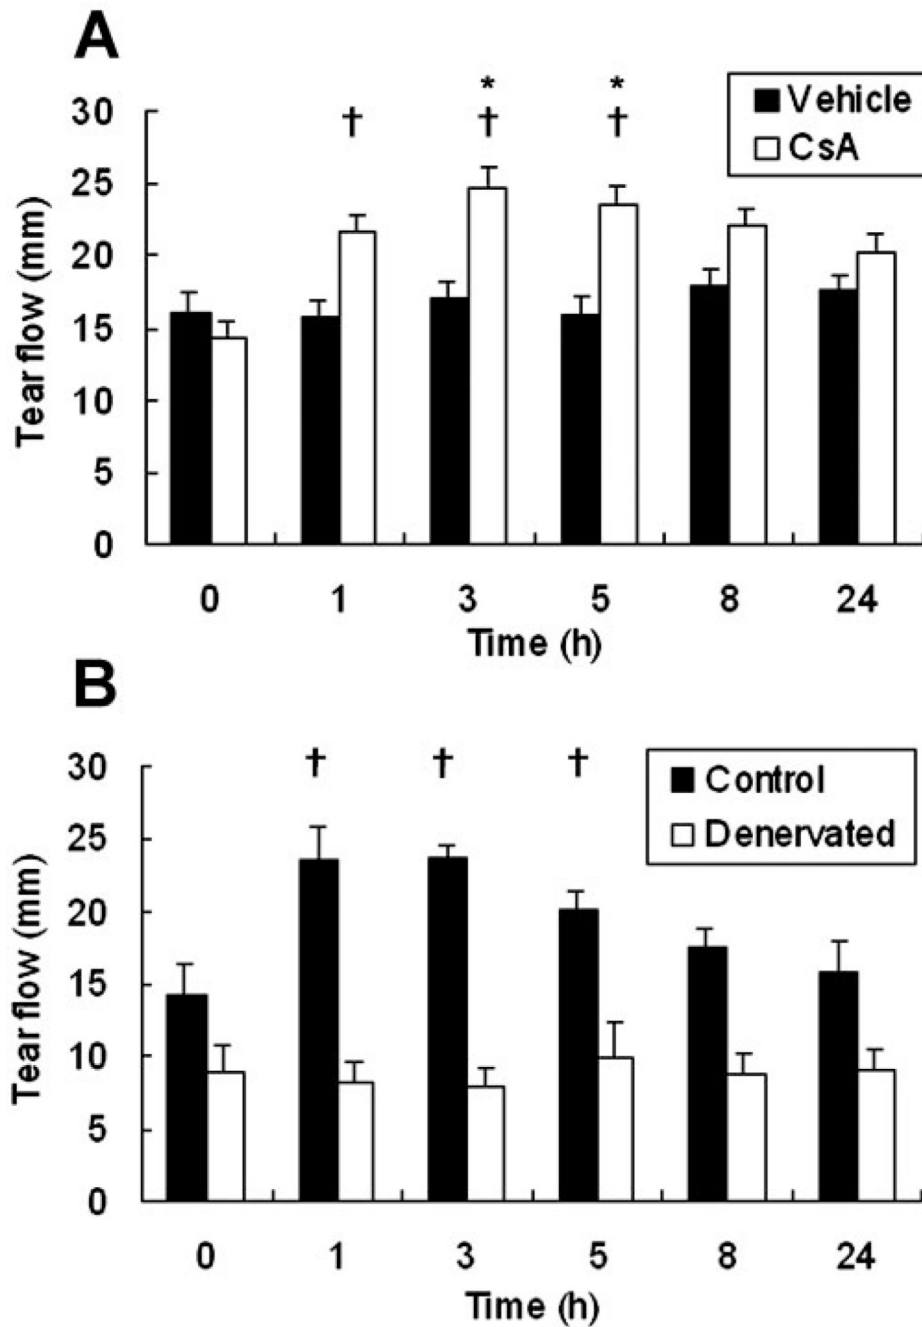 A
* *
† † †
Vehicle
CsA
30
25
20
15
10
5
0
Tear flow (mm)
0 1 3 5 8 24
Time (h)
B
† † †
Control
Denervated
30
25
20
15
10
5
0
Tear flow (mm)
0 1 3 5 8 24
Time (h)